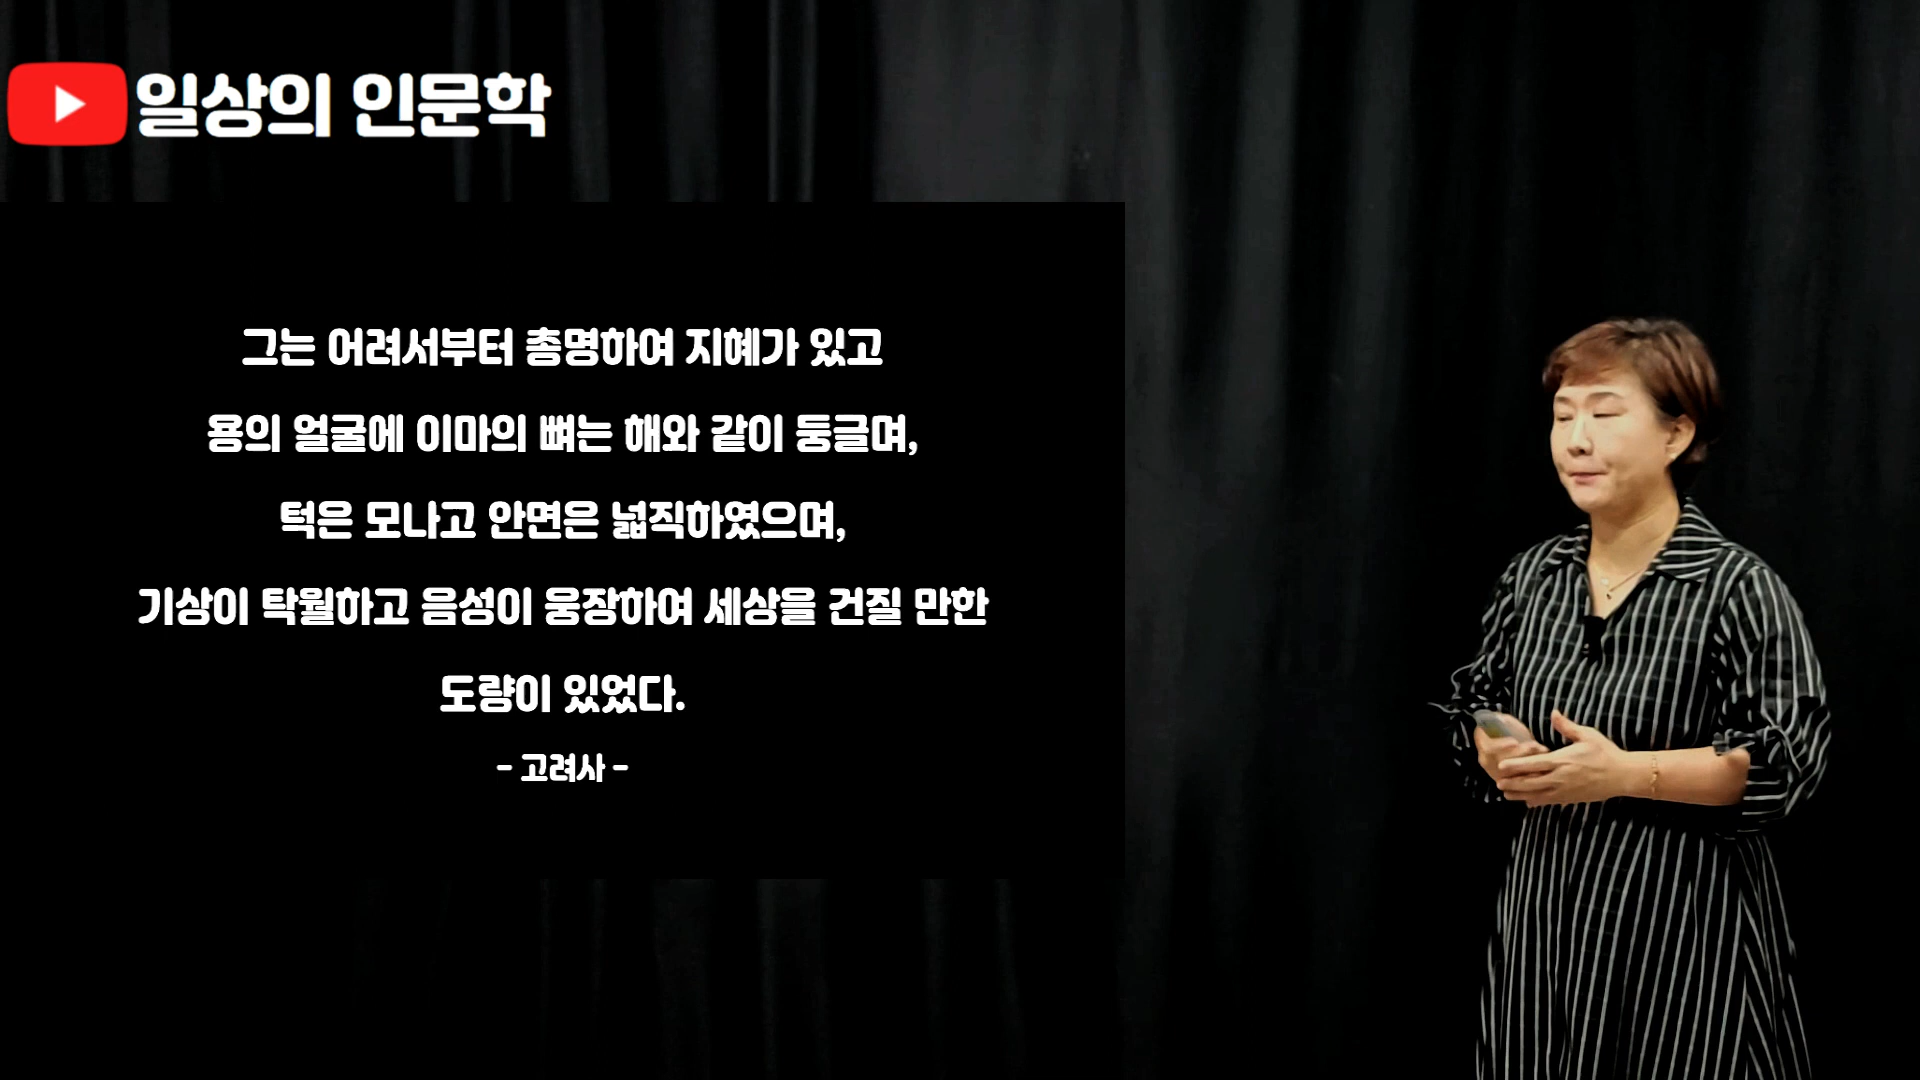 일상의 인문학
그는 어려서부터 총명하여 지혜가 있고
용의 얼굴에 이마의 뼈는 해와 같이 둥글며,
턱은 모나고 안면은 넓직하였으며,
기상이 탁월하고 음성이 웅장하여 세상을 건질 만한
도량이 있었다.
- 고려사 -